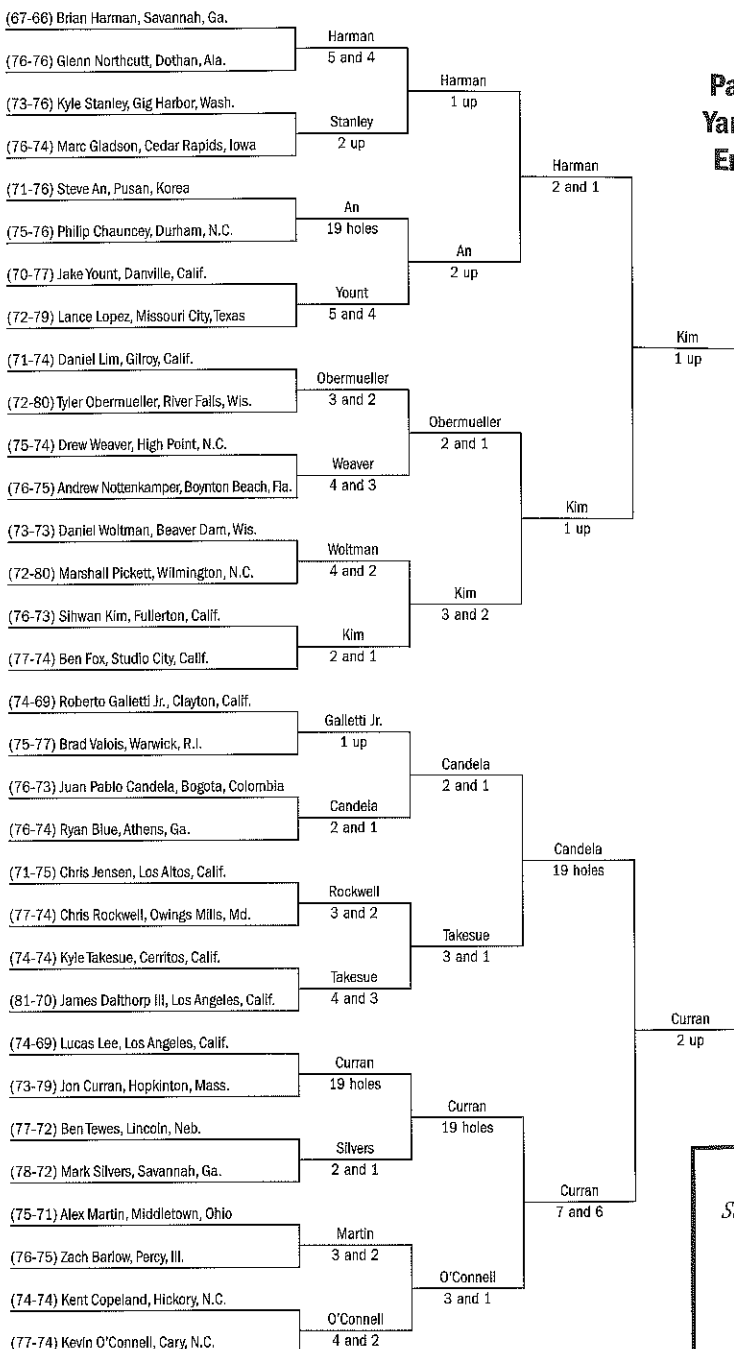 (67-66) Brian Harman, Savannah, Ga.
(76-76) Glenn Northcutt, Dothan, Ala.
(73-76) Kyle Stanley, Gig Harbor, Wash.
(76-74) Marc Gladson, Cedar Rapids, Iowa
(71-76) Steve An, Pusan, Korea
(75-76) Philip Chauncey, Durham, N.C.
(70-77) Jake Yount, Danville, Calif.
(72-79) Lance Lopez, Missouri City, Texas
(71-74) Daniel Lim, Gilroy, Calif.
(72-80) Tyler Obermueller, River Falls, Wis.
(75-74) Drew Weaver, High Point, N.C.
(76-75) Andrew Nottenkamper, Boynton Beach, Fla.
(73-73) Daniel Woltman, Beaver Dam, Wis.
(72-80) Marshall Pickett, Wilmington, N.C.
(76-73) Sihwan Kim, Fullerton, Calif.
(77-74) Ben Fox, Studio City, Calif.
(74-69) Roberto Galletti Jr., Clayton, Calif.
(75-77) Brad Valois, Warwick, R.I.
(76-73) Juan Pablo Candela, Bogota, Colombia
(76-74) Ryan Blue, Athens, Ga.
(71-75) Chris Jensen, Los Altos, Calif.
(77-74) Chris Rockwell, Owings Mills, Md.
(74-74) Kyle Takesue, Cerritos, Calif.
(81-70) James Dalthorp III, Los Angeles, Calif.
(74-69) Lucas Lee, Los Angeles, Calif.
(73-79) Jon Curran, Hopkinton, Mass.
(77-72) Ben Tewes, Lincoln, Neb.
(78-72) Mark Silvers, Savannah, Ga.
(75-71) Alex Martin, Middletown, Ohio
(76-75) Zach Barlow, Percy, Ill.
(74-74) Kent Copeland, Hickory, N.C.
(77-74) Kevin O'Connell, Cary, N.C.
Harman
5 and 4
Stanley
2 up
An
19 holes
Yount
5 and 4
Obermueller
3 and 2
Weaver
4 and 3
Woltman
4 and 2
Kim
2 and 1
Galletti Jr.
1 up
Candela
2 and 1
Rockwell
3 and 2
Takesue
4 and 3
Curran
19 holes
Silvers
2 and 1
Martin
3 and 2
O'Connell
4 and 2
Harman
1 up
An
2 up
Obermueller
2 and 1
Kim
3 and 2
Candela
2 and 1
Takesue
3 and 1
Curran
19 holes
O'Connell
3 and 1
Harman
2 and 1
Kim
1 up
Candela
19 holes
Curran
7 and 6
Kim
1 up
Curran
2 up
Pa
Yar